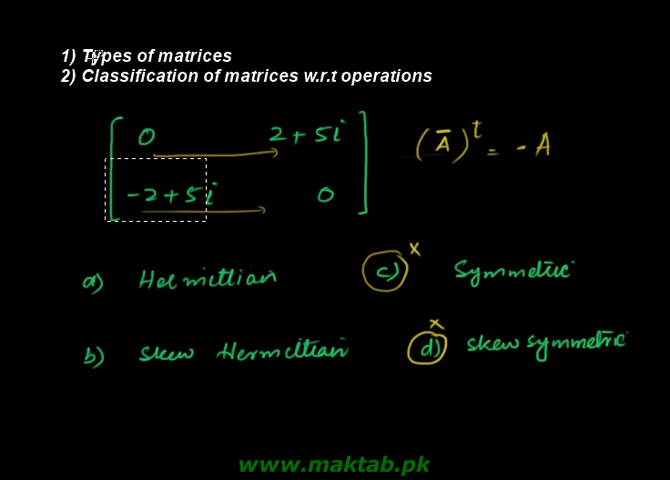 1) Types of matrices
2) Classification of matrices w.r.t operations
0 2 + 5i (Ā)^t = - A
-2 + 5i 0
a) Hermittian c) x Symmetric
b) Skew Hermittian d) x skew symmetric
www.maktab.pk